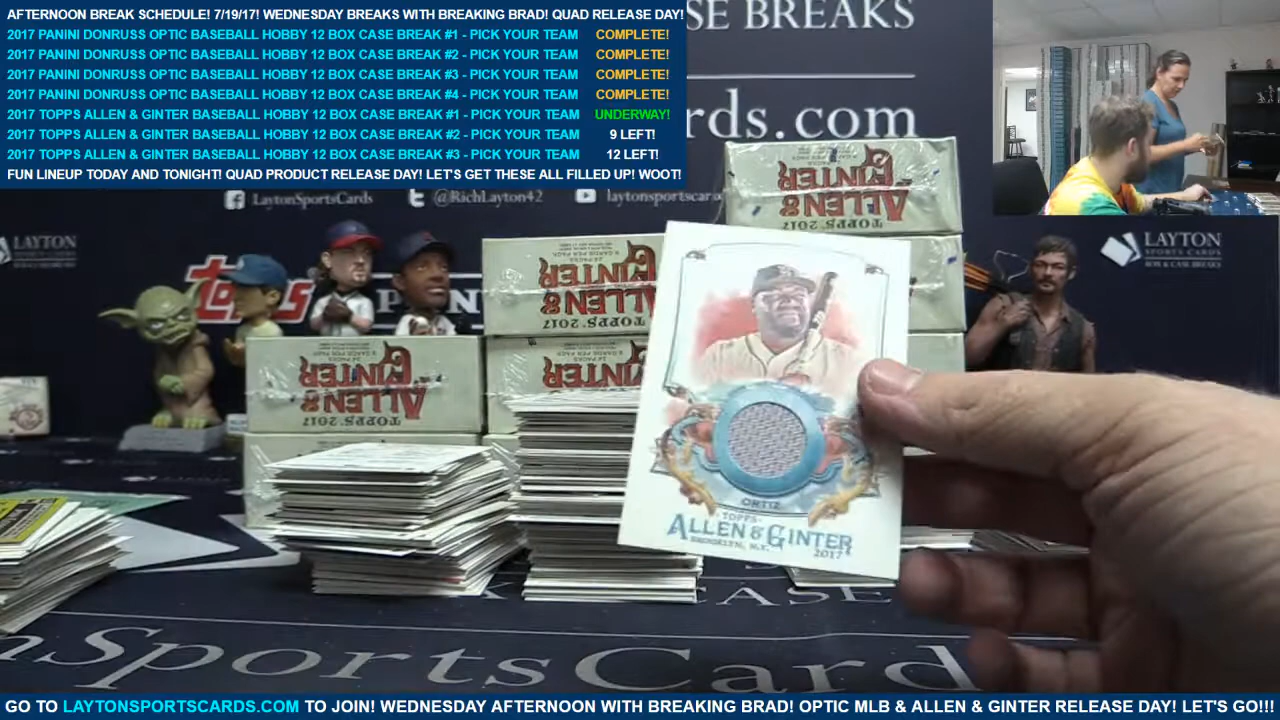 AFTERNOON BREAK SCHEDULE! 7/19/17! WEDNESDAY BREAKS WITH BREAKING BRAD! QUAD RELEASE DAY!
2017 PANINI DONRUSS OPTIC BASEBALL HOBBY 12 BOX CASE BREAK #1 - PICK YOUR TEAM COMPLETE!
2017 PANINI DONRUSS OPTIC BASEBALL HOBBY 12 BOX CASE BREAK #2 - PICK YOUR TEAM COMPLETE!
2017 PANINI DONRUSS OPTIC BASEBALL HOBBY 12 BOX CASE BREAK #3 - PICK YOUR TEAM COMPLETE!
2017 PANINI DONRUSS OPTIC BASEBALL HOBBY 12 BOX CASE BREAK #4 - PICK YOUR TEAM COMPLETE!
2017 TOPPS ALLEN & GINTER BASEBALL HOBBY 12 BOX CASE BREAK #1 - PICK YOUR TEAM UNDERWAY!
2017 TOPPS ALLEN & GINTER BASEBALL HOBBY 12 BOX CASE BREAK #2 - PICK YOUR TEAM 9 LEFT!
2017 TOPPS ALLEN & GINTER BASEBALL HOBBY 12 BOX CASE BREAK #3 - PICK YOUR TEAM 12 LEFT!
FUN LINEUP TODAY AND TONIGHT! QUAD PRODUCT RELEASE DAY! LET'S GET THESE ALL FILLED UP! WOOT!
SE BREAKS
rds.com
LaytonSportsCards @RichLayton42 laytonsportscards
LAYTON
LAYTON
SPORTS CARDS
BOX & CASE BREAKS
topps PANINI
ALLEN & GINTER
TOPPS 2017
ALLEN & GINTER
TOPPS 2017
ALLEN & GINTER
TOPPS 2017
ALLEN & GINTER
ORTIZ
TOPPS
ALLEN & GINTER
BROOKLYN, N.Y. 2017
CASE
nSportsCard
GO TO LAYTONSPORTSCARDS.COM TO JOIN! WEDNESDAY AFTERNOON WITH BREAKING BRAD! OPTIC MLB & ALLEN & GINTER RELEASE DAY! LET'S GO!!!